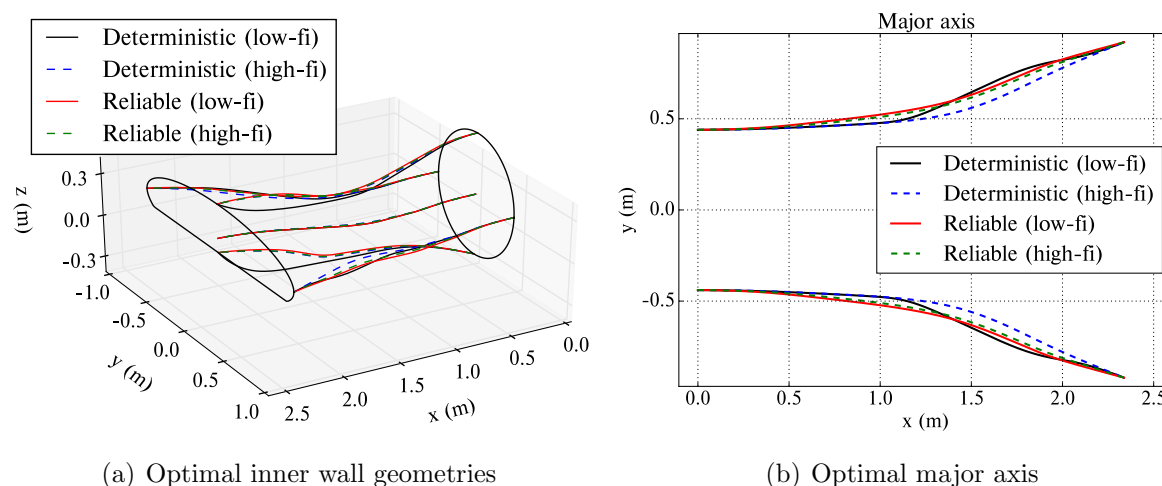 Deterministic (low-fi)
Deterministic (high-fi)
Reliable (low-fi)
Reliable (high-fi)
0.3
0.0
-0.3
z (m)
-1.0
-0.5
0.0
0.5
1.0
y (m)
2.5
2.0
1.5
1.0
0.5
0.0
x (m)
(a) Optimal inner wall geometries
Major axis
0.5
0.0
−0.5
y (m)
Deterministic (low-fi)
Deterministic (high-fi)
Reliable (low-fi)
Reliable (high-fi)
0.0
0.5
1.0
1.5
2.0
2.5
x (m)
(b) Optimal major axis